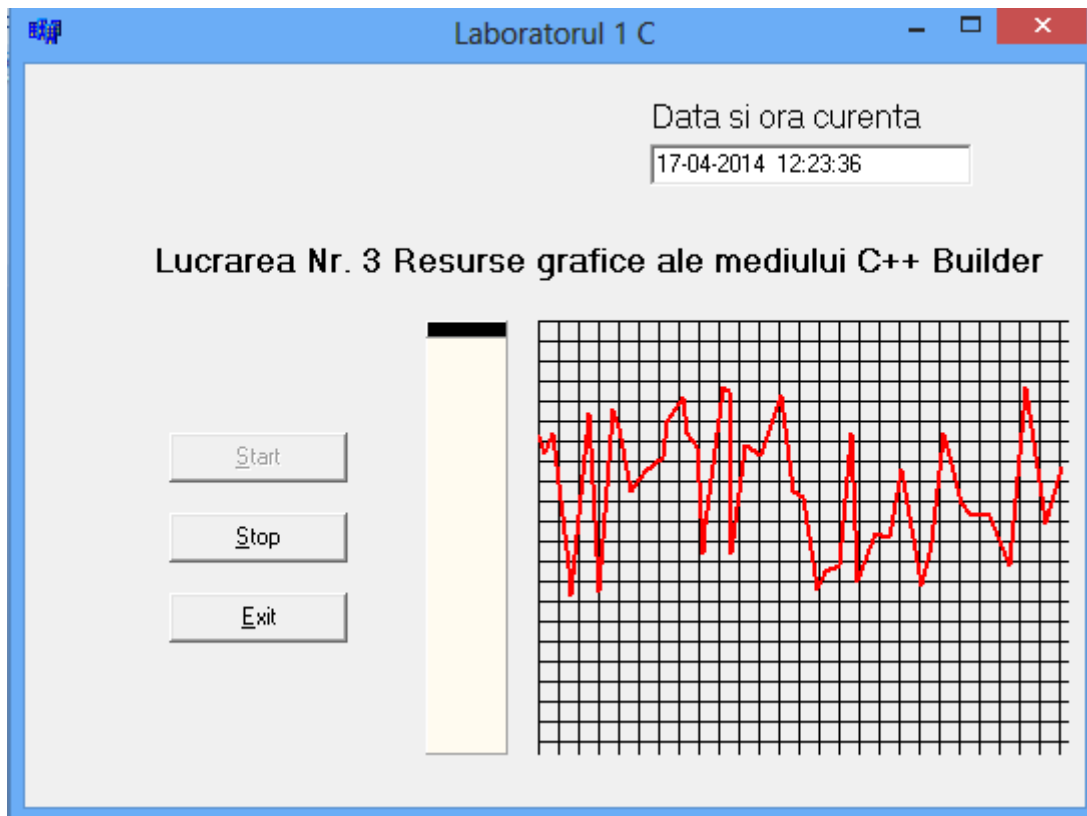 Laboratorul 1 C
Data si ora curenta
17-04-2014 12:23:36
Lucrarea Nr. 3 Resurse grafice ale mediului C++ Builder
Start
Stop
Exit